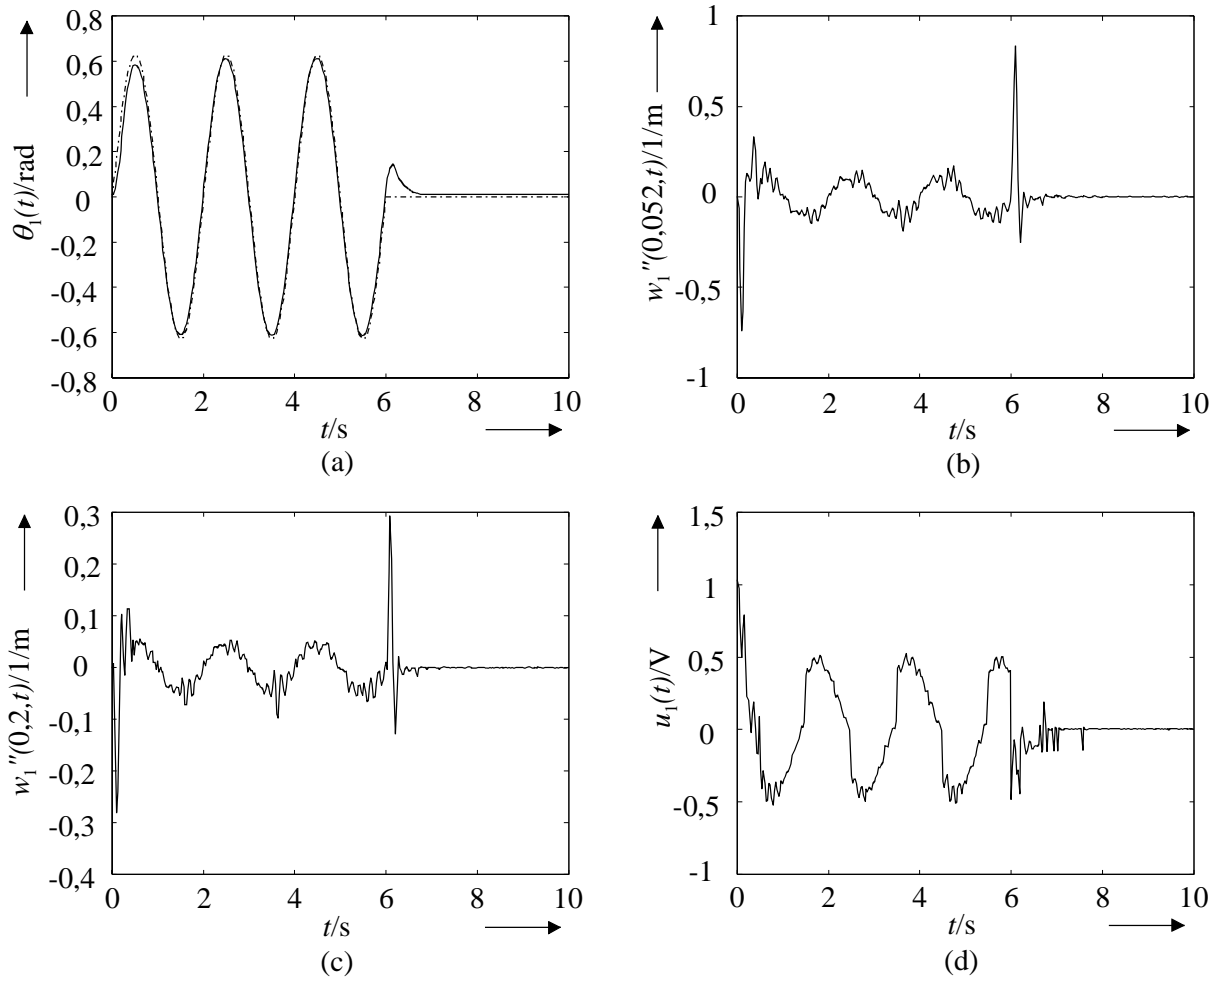 0,8
0,6
0,4
0,2
0
-0,2
-0,4
-0,6
-0,8
θ1(t)/rad
0 2 4 6 8 10
t/s
(a)
1
0,5
0
-0,5
-1
w1''(0,052,t)/1/m
0 2 4 6 8 10
t/s
(b)
0,3
0,2
0,1
0
-0,1
-0,2
-0,3
-0,4
w1''(0,2,t)/1/m
0 2 4 6 8 10
t/s
(c)
1,5
1
0,5
0
-0,5
-1
u1(t)/V
0 2 4 6 8 10
t/s
(d)